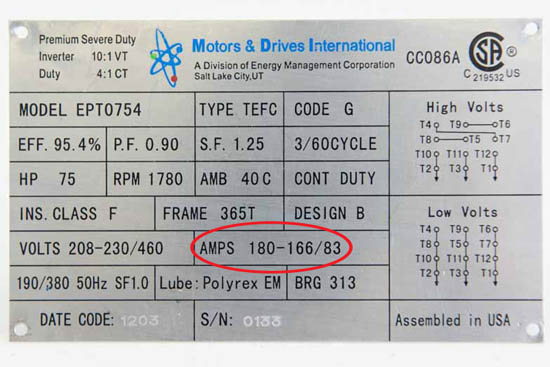 Premium Severe Duty
Inverter 10:1 VT
Duty 4:1 CT
Motors & Drives International
A Division of Energy Management Corporation
Salt Lake City,UT
CC086A
CSA
C 219532 US
MODEL EPT0754
TYPE TEFC
CODE G
EFF. 95.4%
P.F. 0.90
S.F. 1.25
3/60CYCLE
HP 75
RPM 1780
AMB 40C
CONT DUTY
INS. CLASS F
FRAME 365T
DESIGN B
VOLTS 208-230/460
AMPS 180-166/83
190/380 50Hz SF1.0
Lube: Polyrex EM
BRG 313
DATE CODE: 1203
S/N: 0133
High Volts
T4 T9 T6
T8 T5 T7
T10 T11 T12
T2 T3 T1
Low Volts
T4 T9 T6
T8 T5 T7
T10 T11 T12
T2 T3 T1
Assembled in USA